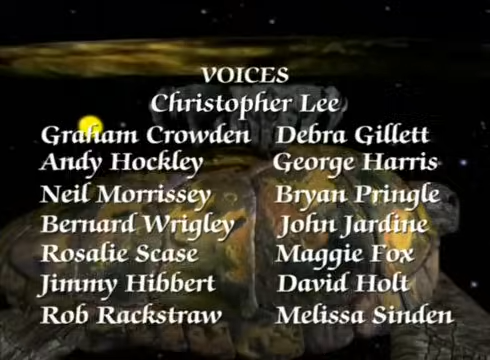 VOICES
Christopher Lee
Graham Crowden Debra Gillett
Andy Hockley George Harris
Neil Morrissey Bryan Pringle
Bernard Wrigley John Jardine
Rosalie Scase Maggie Fox
Jimmy Hibbert David Holt
Rob Rackstraw Melissa Sinden